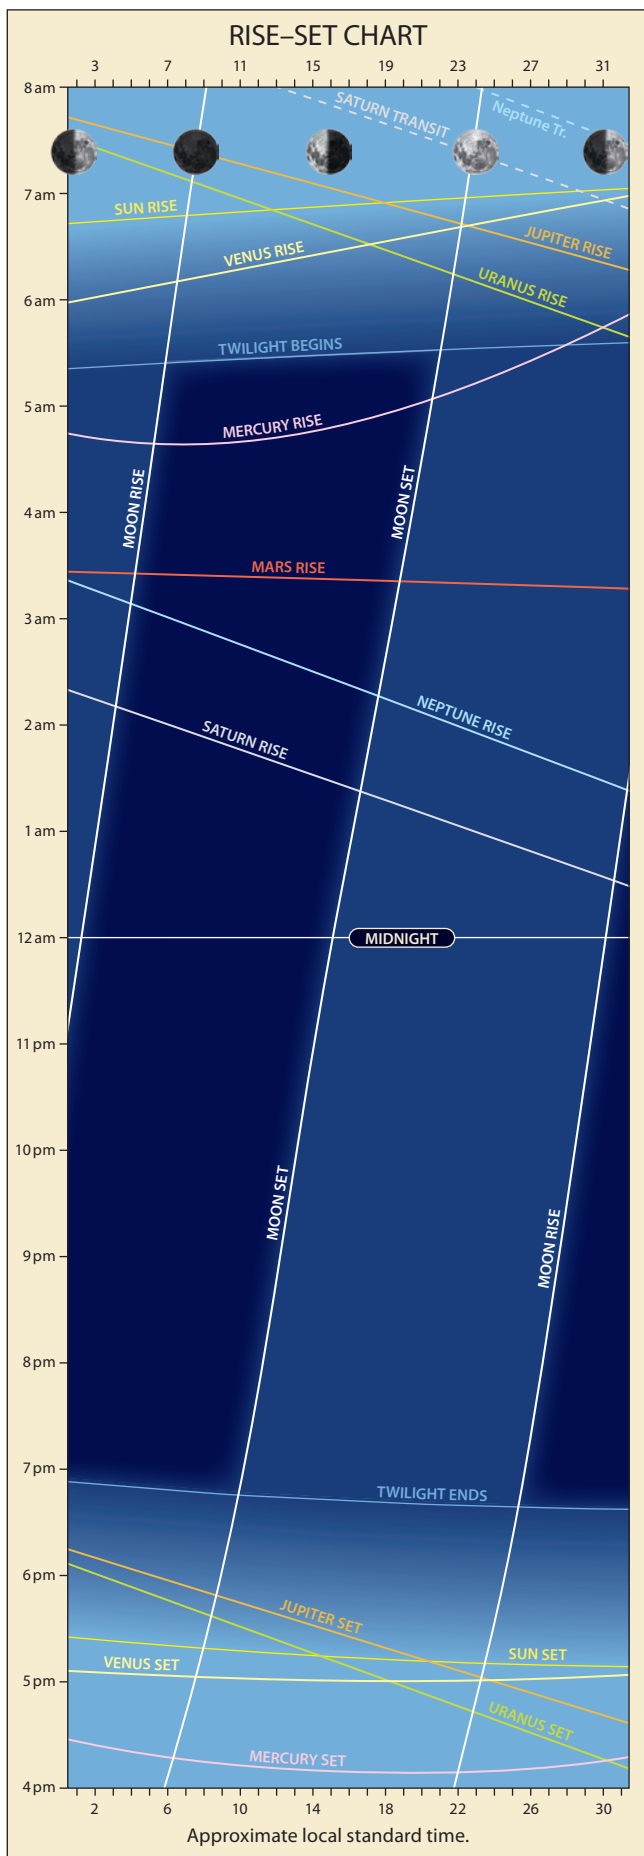 RISE–SET CHART
3 7 11 15 19 23 27 31
8 am
SATURN TRANSIT
Neptune Tr.
7 am
SUN RISE
JUPITER RISE
VENUS RISE
URANUS RISE
6 am
TWILIGHT BEGINS
5 am
MERCURY RISE
MOON RISE
MOON SET
4 am
MARS RISE
3 am
NEPTUNE RISE
SATURN RISE
2 am
1 am
12 am
MIDNIGHT
11 pm
10 pm
MOON SET
MOON RISE
9 pm
8 pm
7 pm
TWILIGHT ENDS
6 pm
JUPITER SET
SUN SET
VENUS SET
5 pm
URANUS SET
MERCURY SET
4 pm
2 6 10 14 18 22 26 30
Approximate local standard time.